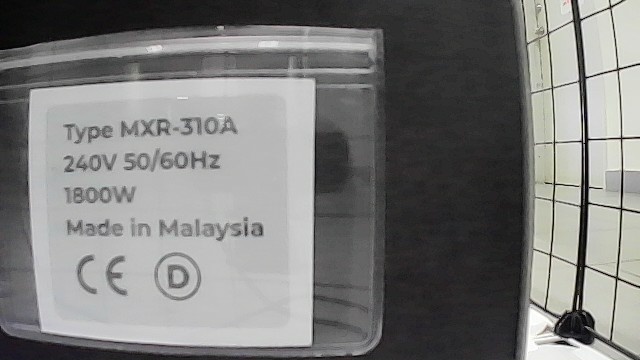 Type MXR-310A
240V 50/60Hz
1800W
Made in Malaysia
CE D